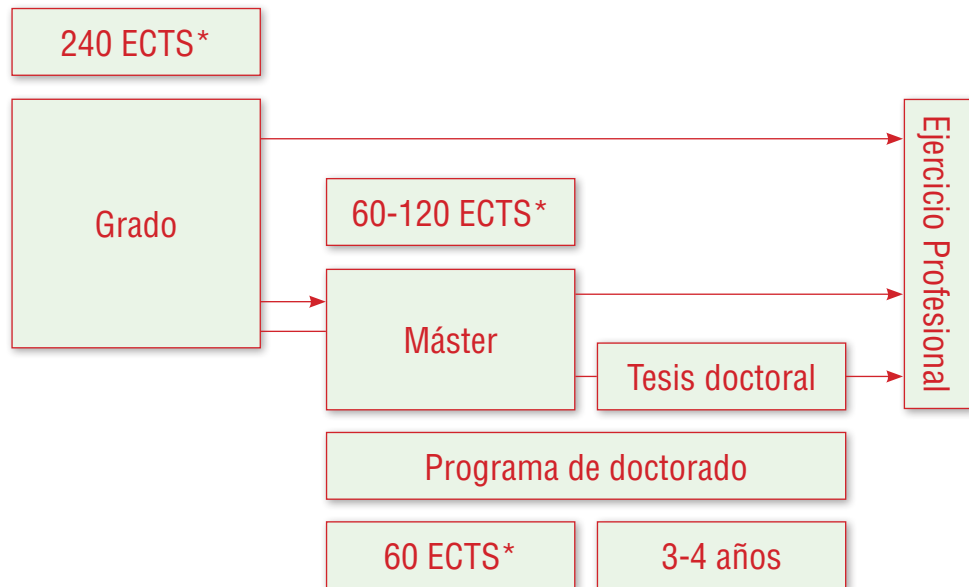 240 ECTS*
Grado
Ejercicio Profesional
60-120 ECTS*
Máster
Tesis doctoral
Programa de doctorado
60 ECTS*
3-4 años